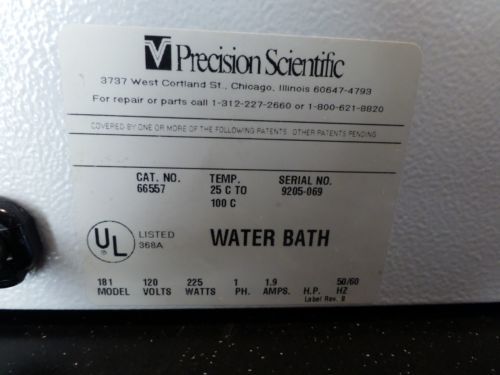 Precision Scientific
3737 West Cortland St., Chicago, Illinois 60647-4793
For repair or parts call 1-312-227-2660 or 1-800-621-8820
COVERED BY ONE OR MORE OF THE FOLLOWING PATENTS OTHER PATENTS PENDING
CAT. NO. TEMP. SERIAL NO.
66557 25 C TO 9205-069
100 C
UL LISTED 368A WATER BATH
181 120 225 1 1.9 50/60
MODEL VOLTS WATTS PH. AMPS. H.P. HZ
Label Rev. B